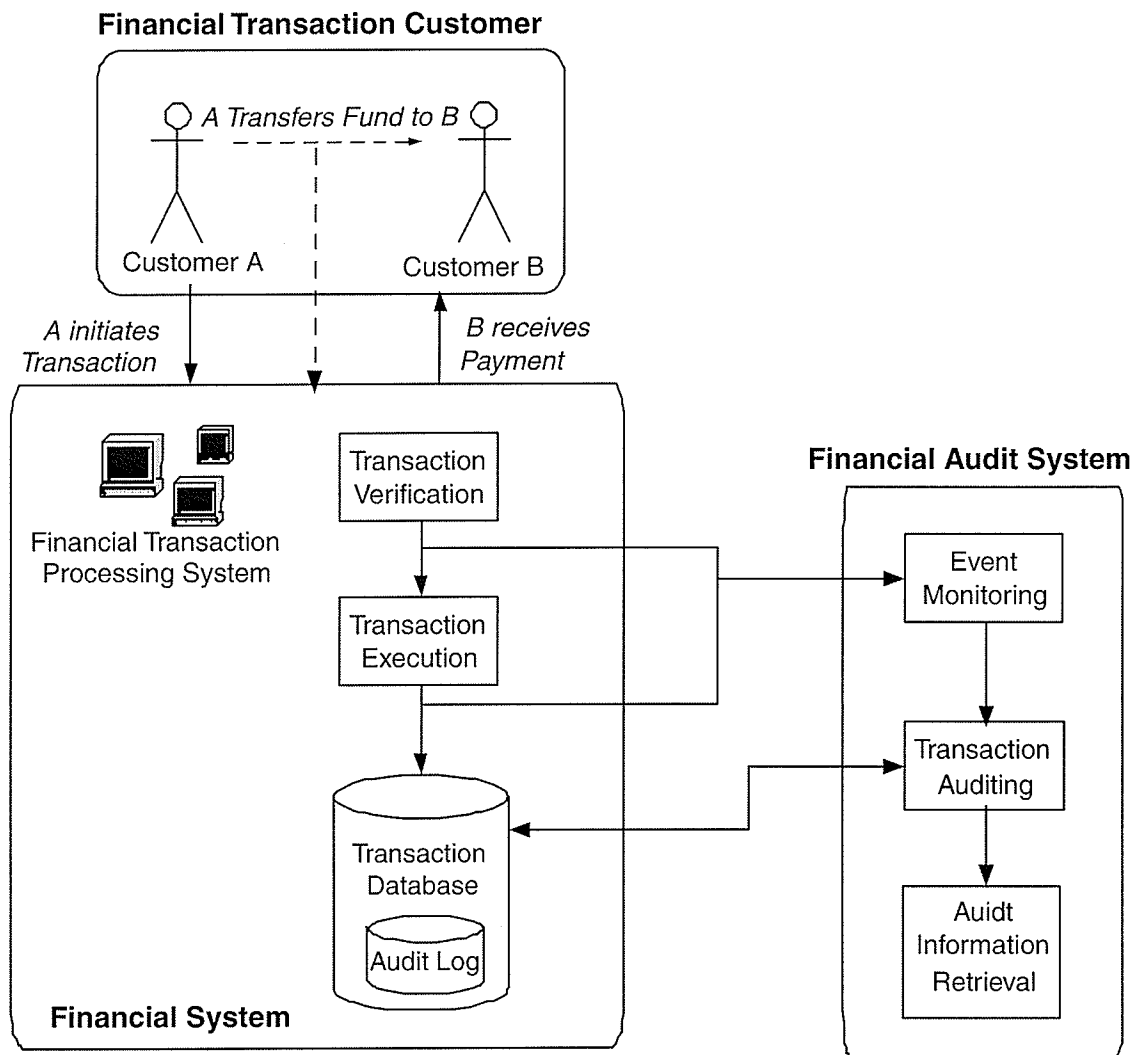 Financial Transaction Customer
A Transfers Fund to B
Customer A
Customer B
A initiates
Transaction
B receives
Payment
Transaction
Verification
Financial Transaction
Processing System
Transaction
Execution
Transaction
Database
Audit Log
Financial System
Financial Audit System
Event
Monitoring
Transaction
Auditing
Auidt
Information
Retrieval